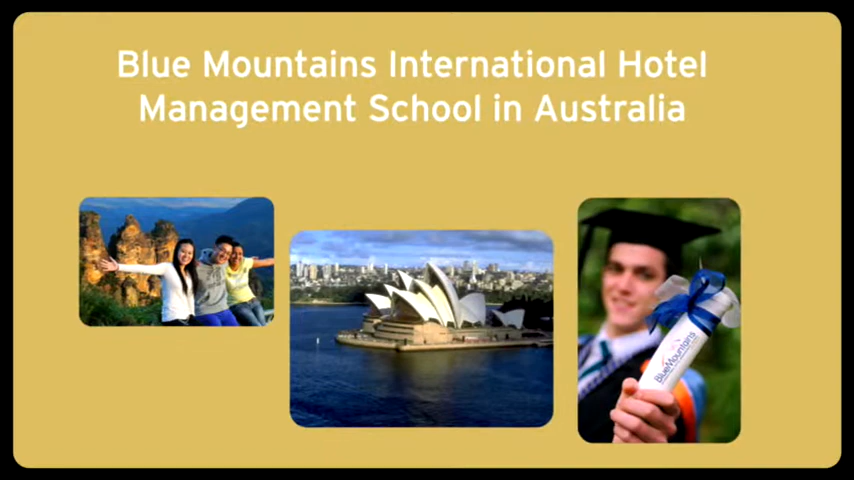 Blue Mountains International Hotel
Management School in Australia
BlueMountains